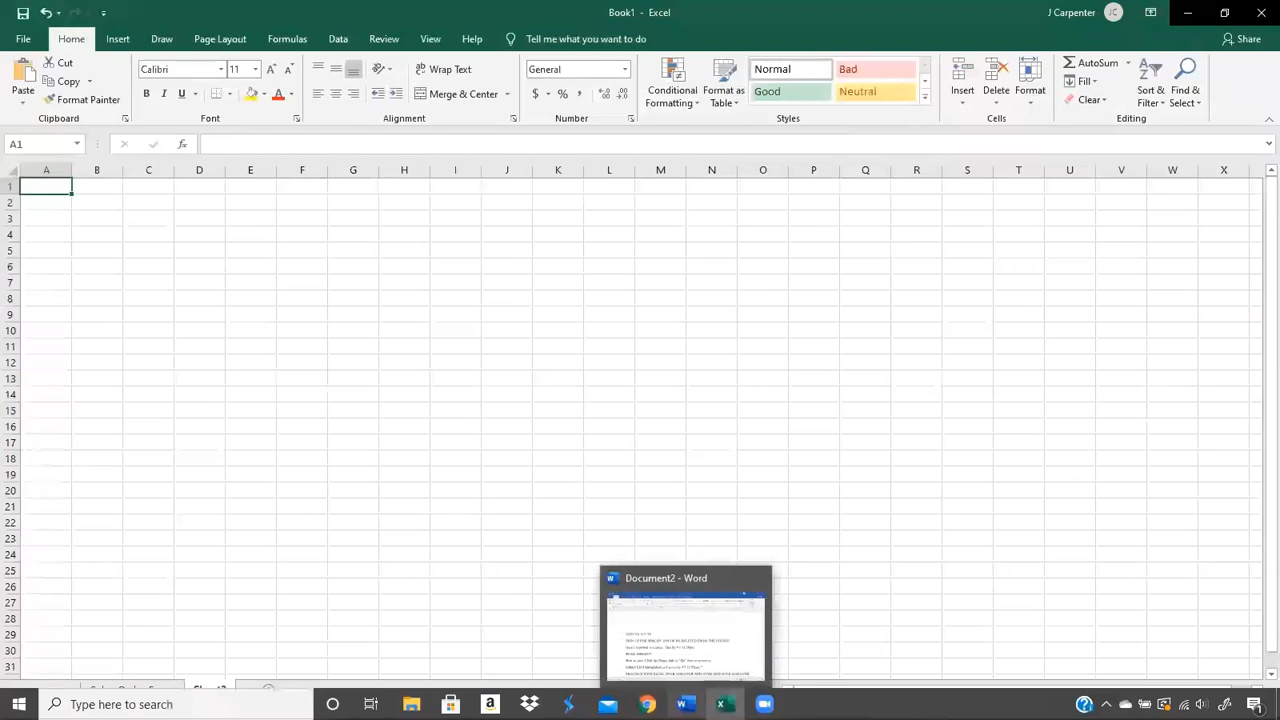 Book1 - Excel
J Carpenter
JC
File Home Insert Draw Page Layout Formulas Data Review View Help Tell me what you want to do Share
Paste
Cut
Copy
Format Painter
Clipboard
Calibri 11
B I U
Font
Wrap Text
Merge & Center
Alignment
General
$ % ,
Number
Conditional Formatting
Format as Table
Normal Bad
Good Neutral
Styles
Insert Delete Format
Cells
AutoSum
Fill
Clear
Sort & Filter
Find & Select
Editing
A1
fx
A B C D E F G H I J K L M N O P Q R S T U V W X
1
2
3
4
5
6
7
8
9
10
11
12
13
14
15
16
17
18
19
20
21
22
23
24
25
26
27
28
29
30
31
Document2 - Word
Type here to search